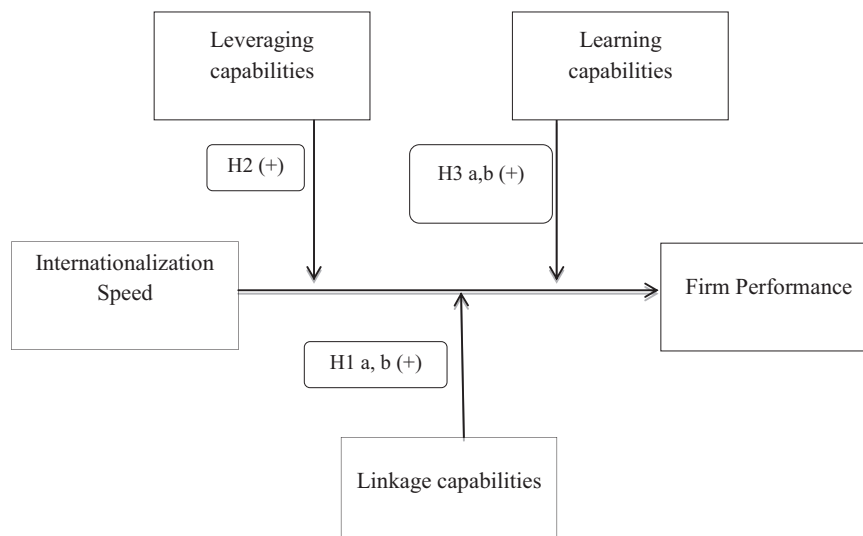 Leveraging
capabilities
Learning
capabilities
H2 (+)
H3 a,b (+)
Internationalization
Speed
Firm Performance
H1 a, b (+)
Linkage capabilities